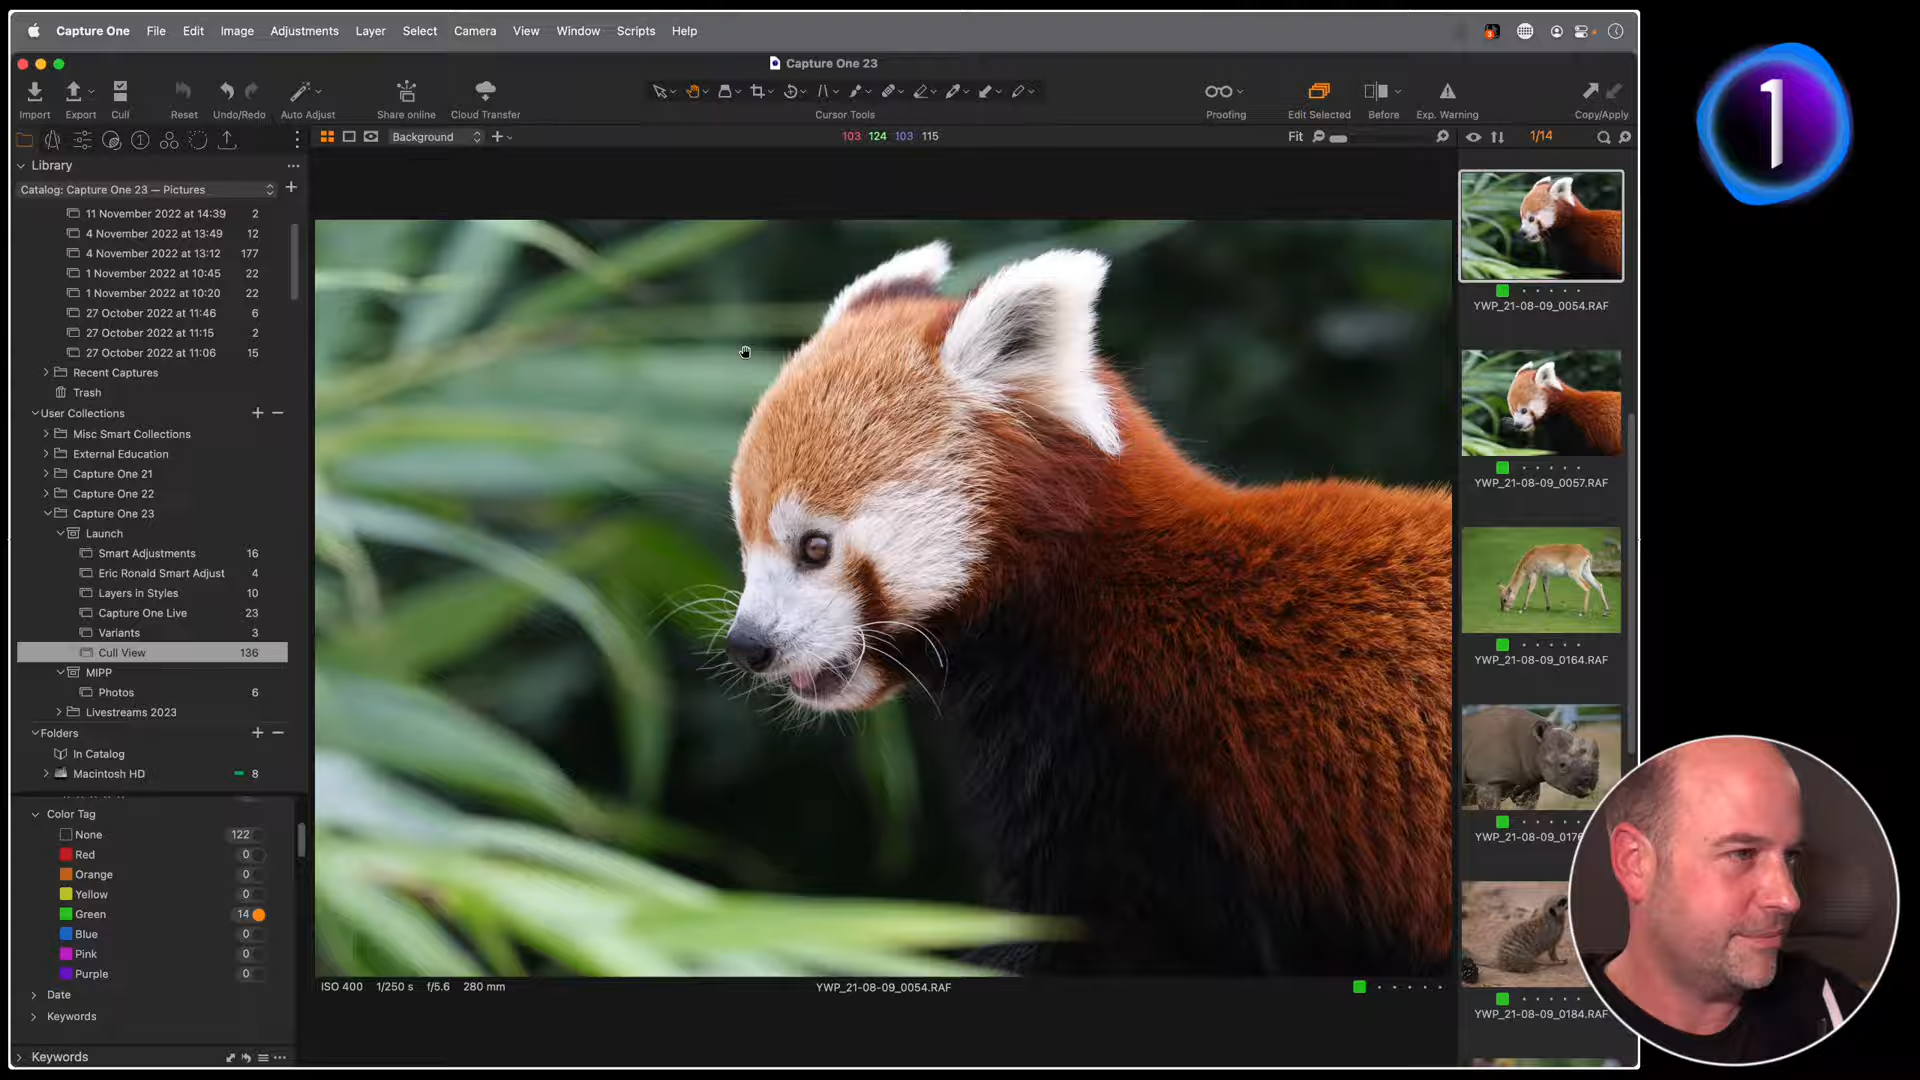 Capture One File Edit Image Adjustments Layer Select Camera View Window Scripts Help
3
Capture One 23
1
Import Export Cull Reset Undo/Redo Auto Adjust Share online Cloud Transfer Cursor Tools Proofing Edit Selected Before Exp. Warning Copy/Apply
Background 103 124 103 115 Fit 1/14
Library
Catalog: Capture One 23 — Pictures
11 November 2022 at 14:39 2
4 November 2022 at 13:49 12
4 November 2022 at 13:12 177
1 November 2022 at 10:45 22
1 November 2022 at 10:20 22
27 October 2022 at 11:46 6
27 October 2022 at 11:15 2
27 October 2022 at 11:06 15
Recent Captures
Trash
User Collections
Misc Smart Collections
External Education
Capture One 21
Capture One 22
Capture One 23
Launch
Smart Adjustments 16
Eric Ronald Smart Adjust 4
Layers in Styles 10
Capture One Live 23
Variants 3
Cull View 136
MIPP
Photos 6
Livestreams 2023
Folders
In Catalog
Macintosh HD 8
Color Tag
None 122
Red 0
Orange 0
Yellow 0
Green 14
Blue 0
Pink 0
Purple 0
Date
Keywords
Keywords
ISO 400 1/250 s f/5.6 280 mm YWP_21-08-09_0054.RAF
YWP_21-08-09_0054.RAF
YWP_21-08-09_0057.RAF
YWP_21-08-09_0164.RAF
YWP_21-08-09_0176
YWP_21-08-09_0184.RAF